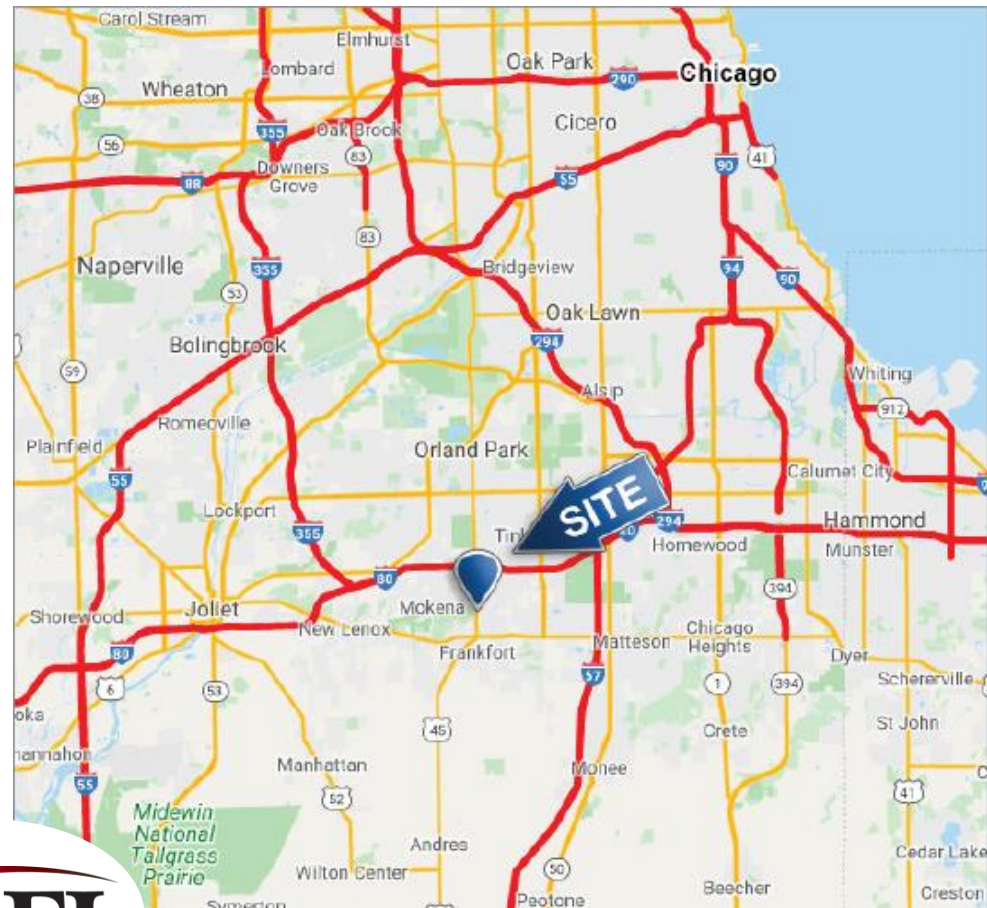 Carol Stream
Elmhurst
Lombard
Oak Park
290
Chicago
Wheaton
38
Cicero
355
Oak Brook
56
83
41
Downers
Grove
90
88
55
83
Naperville
355
Bridgeview
94
90
53
Oak Lawn
294
Bolingbrook
59
Whiting
Alsip
912
Romeoville
Plainfield
Orland Park
Calumet City
55
SITE
Lockport
355
294
Hammond
Homewood
Munster
80
394
Mokena
Shorewood
Joliet
New Lenox
Chicago
Heights
Matteson
80
Frankfort
Dyer
57
Schererville
6
53
1
394
45
St John
Crete
Manhattan
Monee
55
52
41
Midewin
National
Tallgrass
Prairie
Andres
Cedar Lake
Wilton Center
50
Beecher
Creston
Peotone